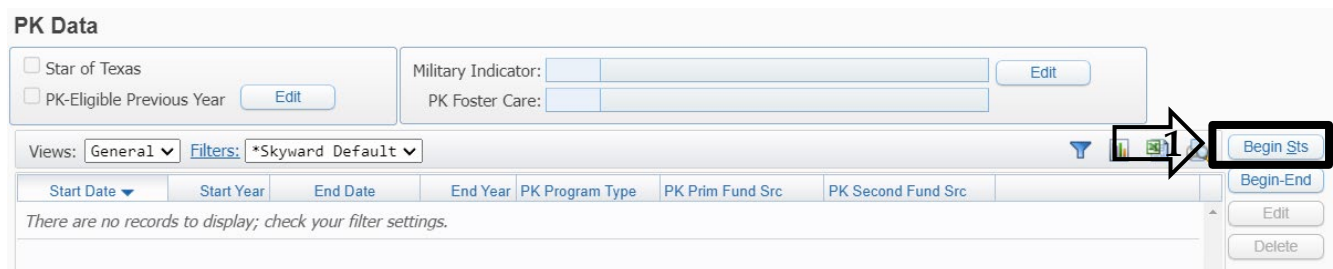 PK Data
Star of Texas
PK-Eligible Previous Year Edit
Military Indicator: Edit
PK Foster Care:
Views: General Filters: *Skyward Default 1 Begin Sts
Start Date Start Year End Date End Year PK Program Type PK Prim Fund Src PK Second Fund Src Begin-End
There are no records to display; check your filter settings. Edit
Delete